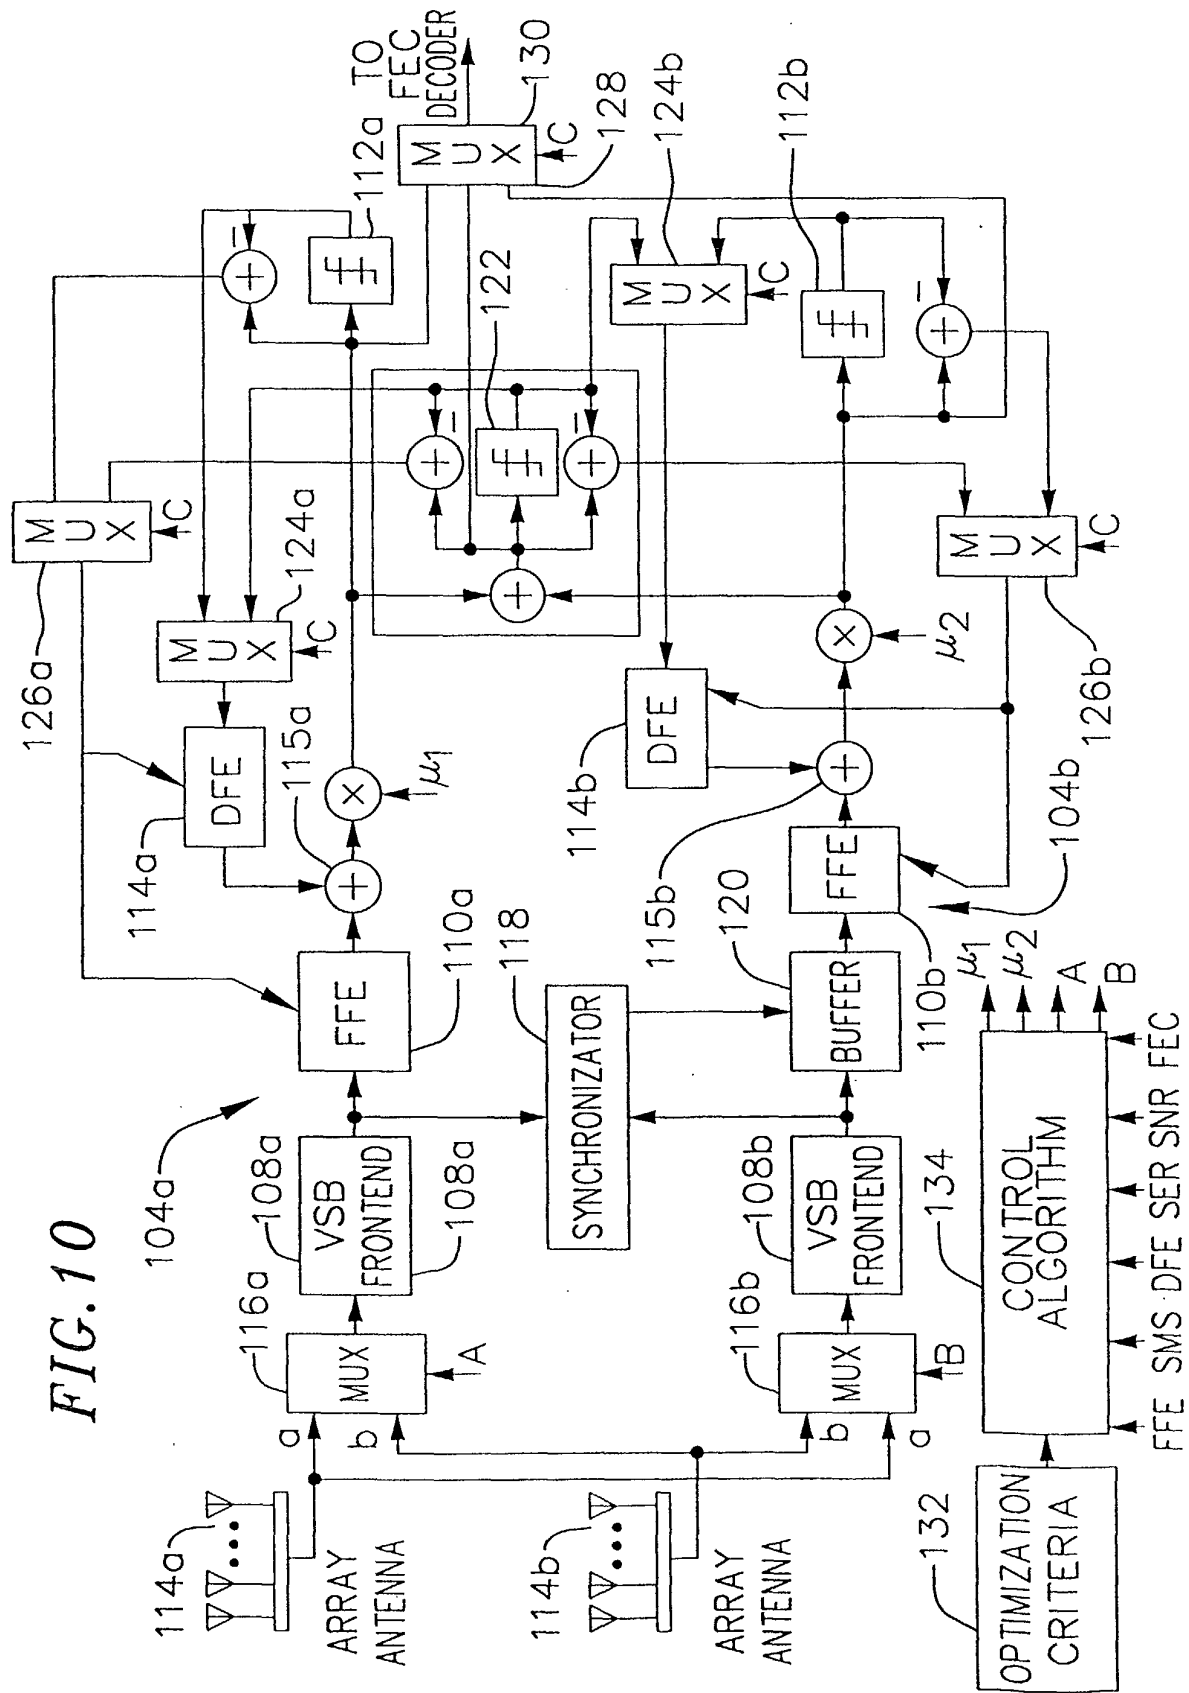 FIG. 10
114a
ARRAY
ANTENNA
114b
ARRAY
ANTENNA
a
b
b
a
116a
MUX
A
116b
MUX
B
104a
108a
VSB
FRONTEND
108a
108b
VSB
FRONTEND
118
SYNCHRONIZATOR
120
BUFFER
FFE
110a
FFE
110b
104b
114a
DFE
115a
+
×
μ1
114b
DFE
115b
+
×
μ2
126a
MUX
C
MUX
124a
C
+
122
+
−
+
−
126b
MUX
C
+
−
112a
MUX
124b
C
112b
+
−
MUX
C
128
130
TO
FEC
DECODER
132
OPTIMIZATION
CRITERIA
134
CONTROL
ALGORITHM
μ1
μ2
A
B
FFE SMS DFE SER SNR FEC